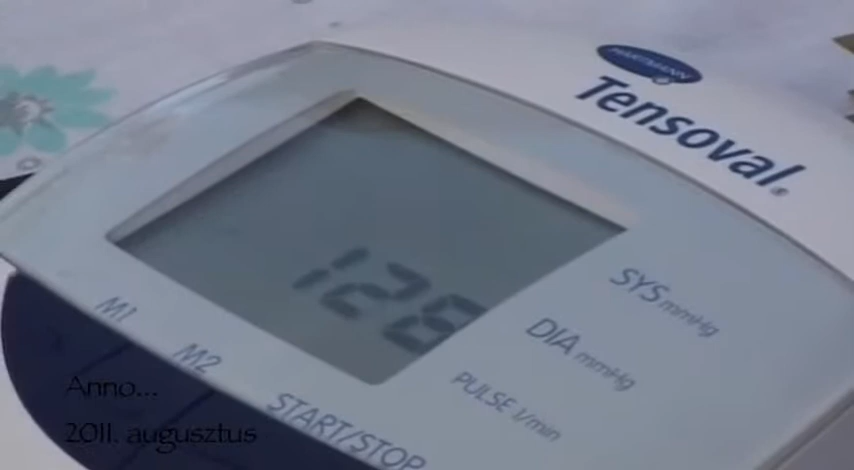 HARTMANN
Tensoval®
128
SYS mmHg
DIA mmHg
PULSE 1/min
M1
M2
START/STOP
Anno...
2011. augusztus